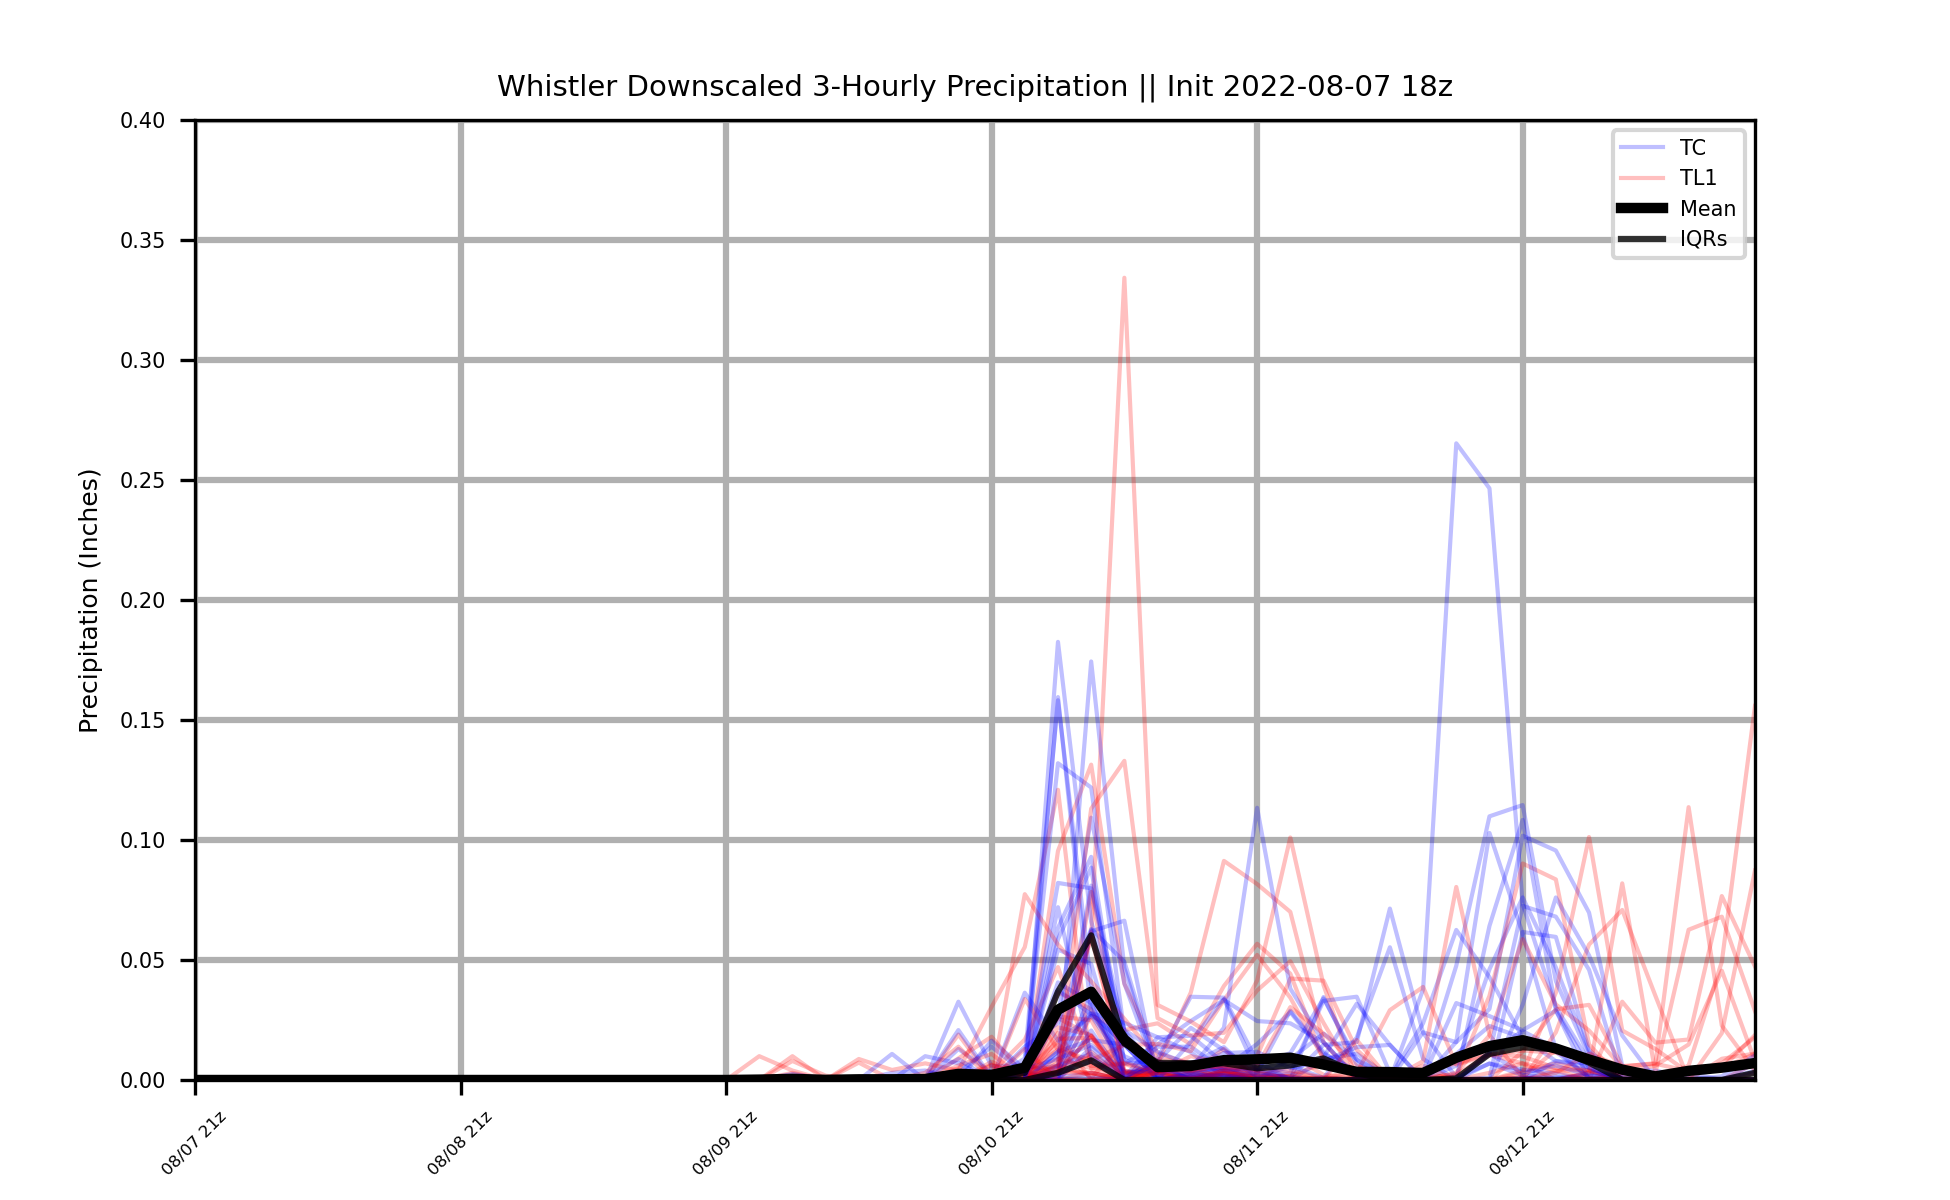 Whistler Downscaled 3-Hourly Precipitation || Init 2022-08-07 18z
TC
TL1
Mean
IQRs
Precipitation (Inches)
0.40
0.35
0.30
0.25
0.20
0.15
0.10
0.05
0.00
08/07 21z
08/08 21z
08/09 21z
08/10 21z
08/11 21z
08/12 21z